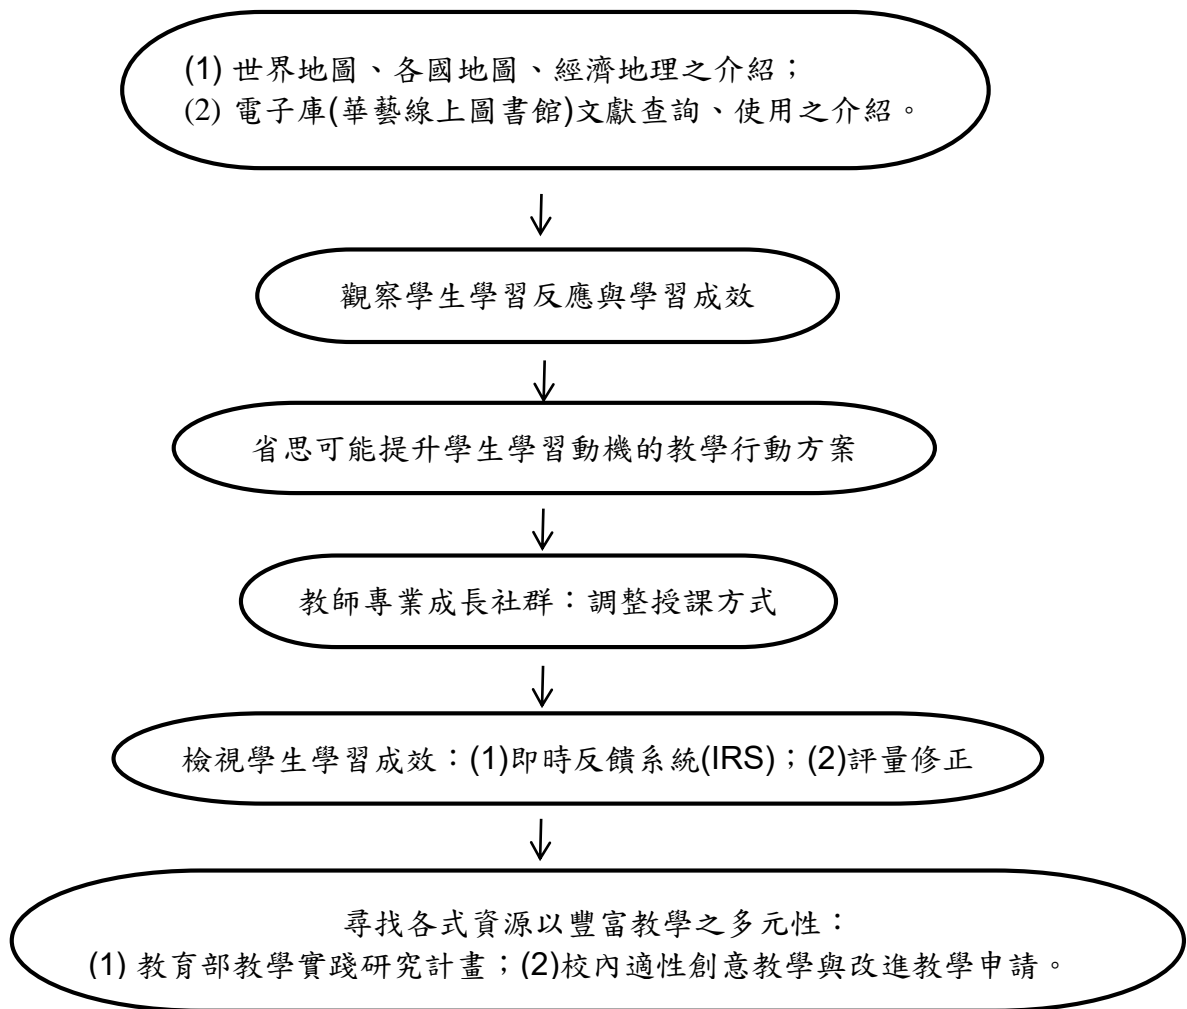 (1) 世界地圖、各國地圖、經濟地理之介紹；
(2) 電子庫(華藝線上圖書館)文獻查詢、使用之介紹。
觀察學生學習反應與學習成效
省思可能提升學生學習動機的教學行動方案
教師專業成長社群：調整授課方式
檢視學生學習成效：(1)即時反饋系統(IRS)；(2)評量修正
尋找各式資源以豐富教學之多元性：
(1) 教育部教學實踐研究計畫；(2)校內適性創意教學與改進教學申請。